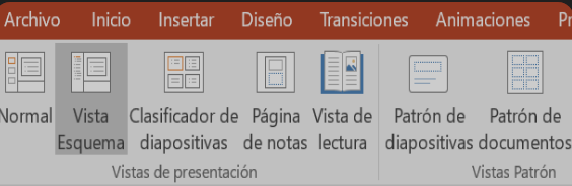 Archivo Inicio Insertar Diseño Transiciones Animaciones Pr
Normal Vista Clasificador de Página Vista de Patrón de Patrón de
Esquema diapositivas de notas lectura diapositivas documentos
Vistas de presentación Vistas Patrón